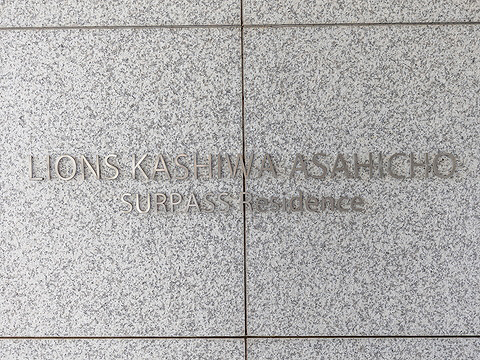 LIONS KASHIWA-ASAHICHO
SURPASS Residence